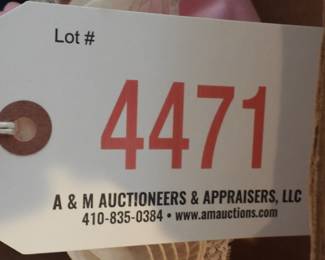 Lot #
4471
A & M AUCTIONEERS & APPRAISERS, LLC
410-835-0384 • www.amauctions.com